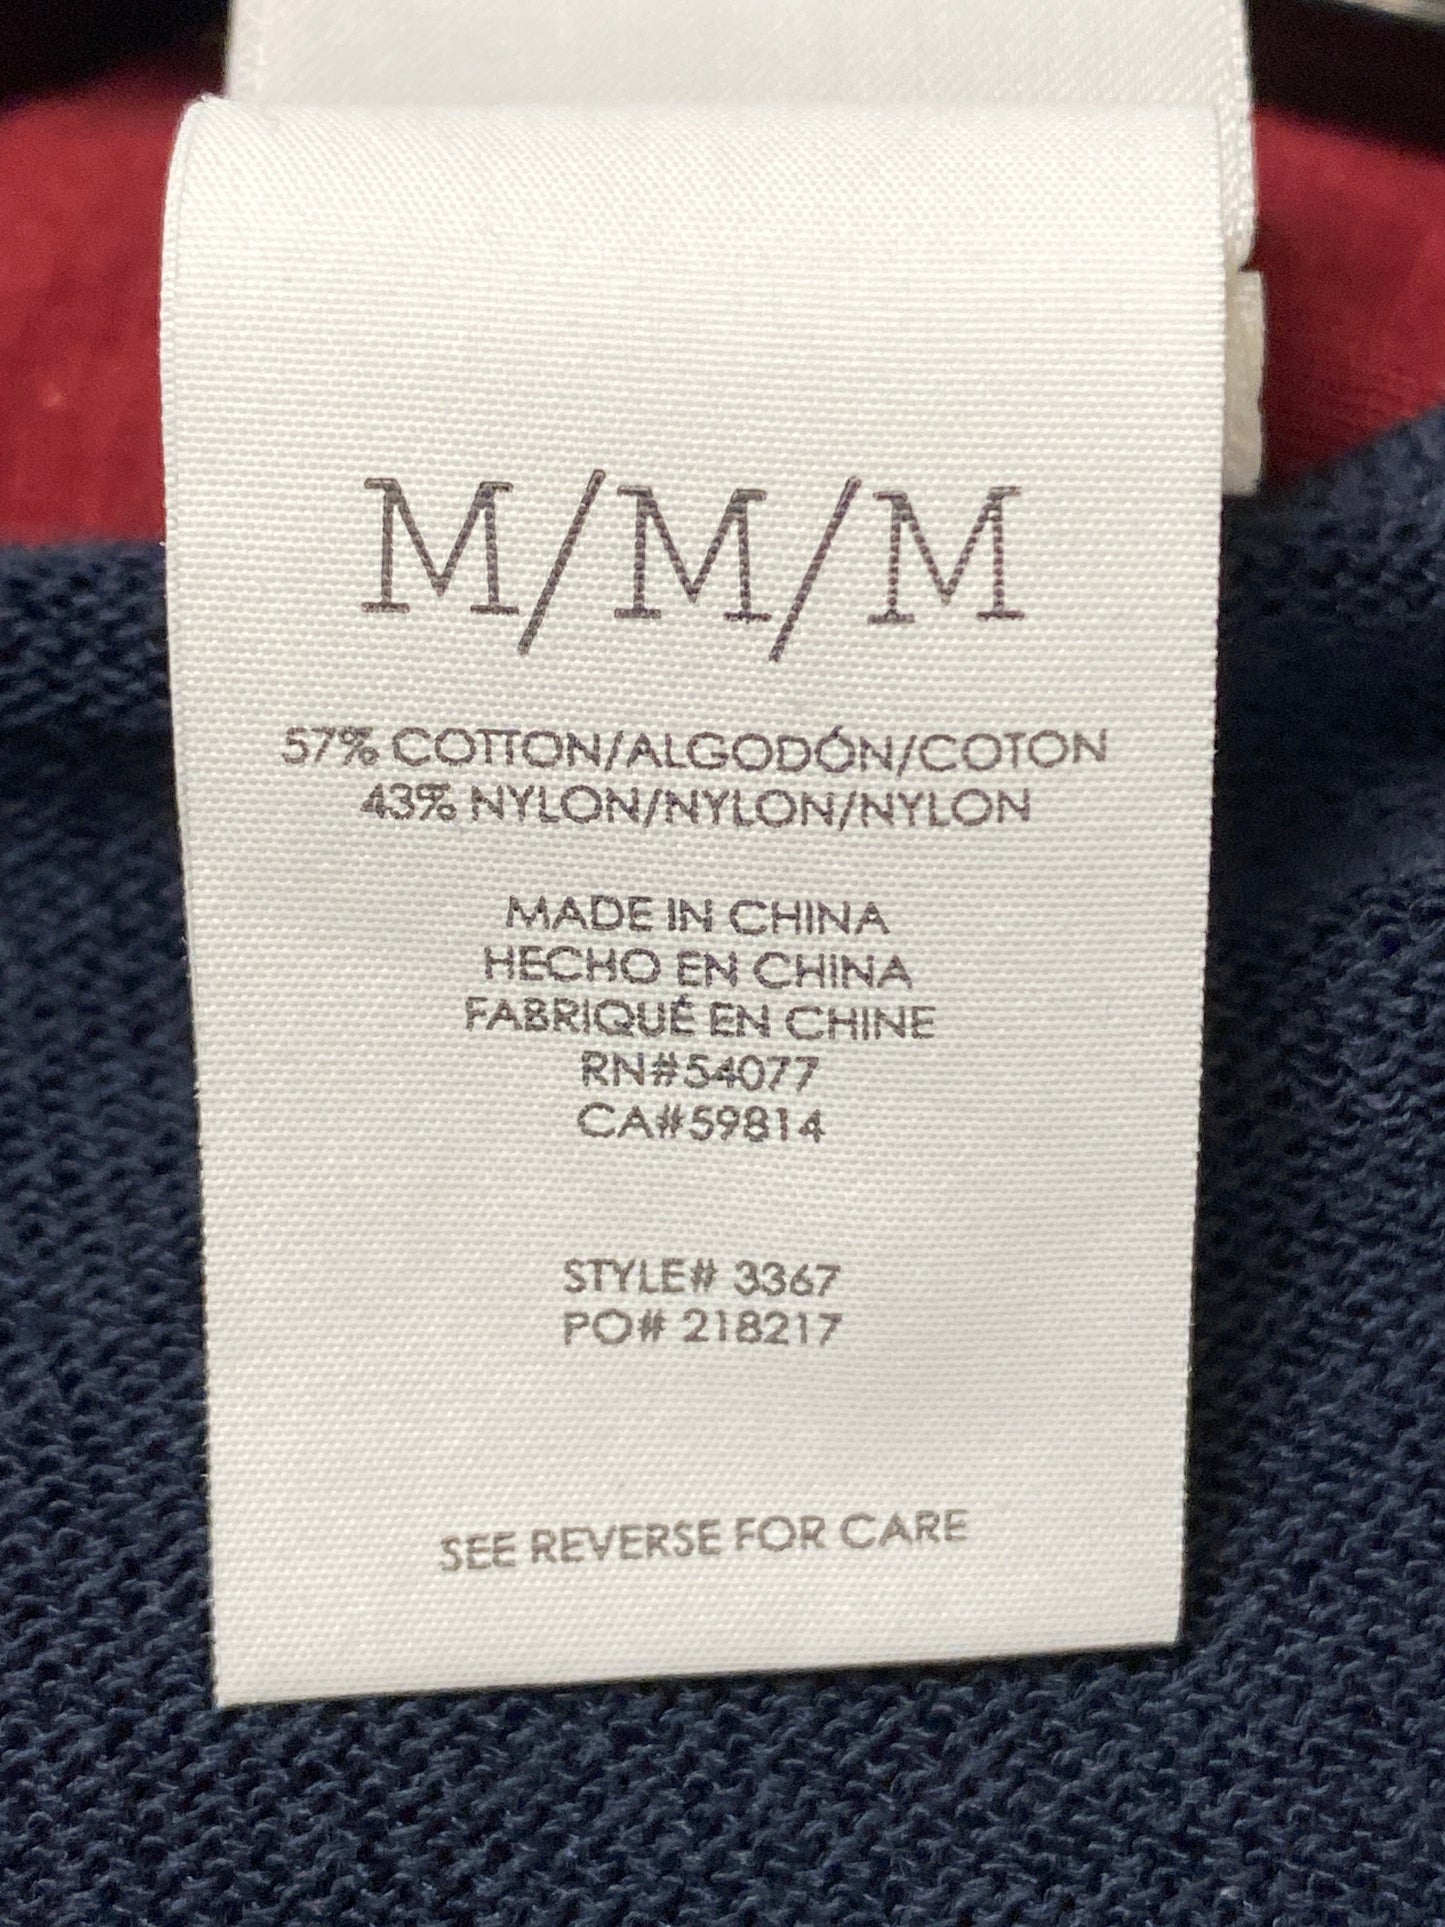 M/M/M
57% COTTON/ALGODÓN/COTON
43% NYLON/NYLON/NYLON
MADE IN CHINA
HECHO EN CHINA
FABRIQUÉ EN CHINE
RN#54077
CA#59814
STYLE# 3367
PO# 218217
SEE REVERSE FOR CARE